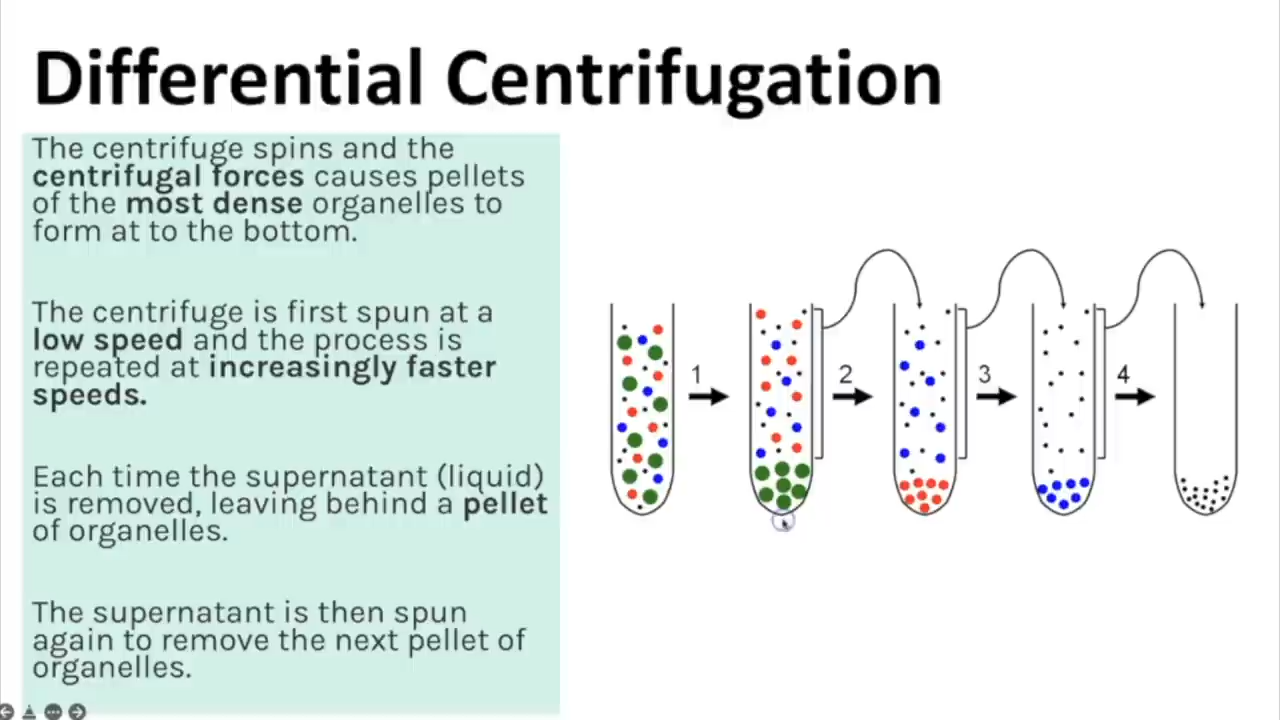 Differential Centrifugation
The centrifuge spins and the
centrifugal forces causes pellets
of the most dense organelles to
form at to the bottom.
The centrifuge is first spun at a
low speed and the process is
repeated at increasingly faster
speeds.
Each time the supernatant (liquid)
is removed, leaving behind a pellet
of organelles.
The supernatant is then spun
again to remove the next pellet of
organelles.
1
2
3
4